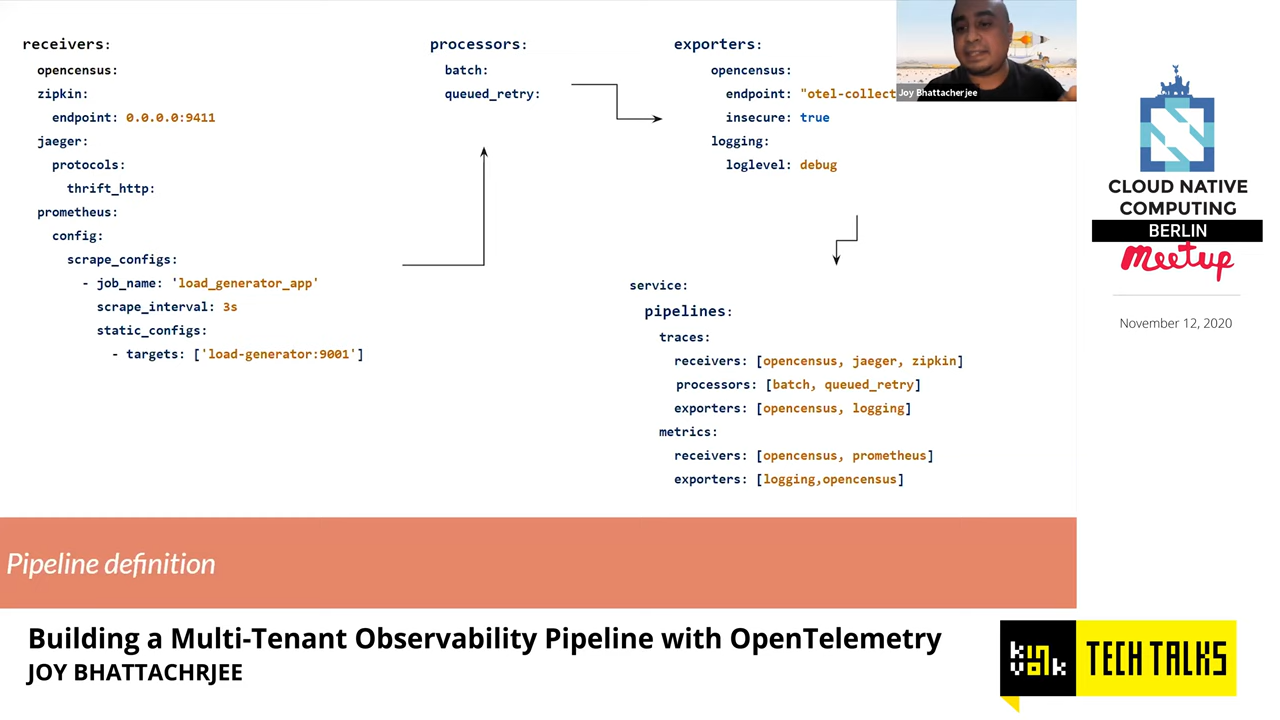 receivers:
opencensus:
zipkin:
endpoint: 0.0.0.0:9411
jaeger:
protocols:
thrift_http:
prometheus:
config:
scrape_configs:
- job_name: 'load_generator_app'
scrape_interval: 3s
static_configs:
- targets: ['load-generator:9001']
processors:
batch:
queued_retry:
exporters:
opencensus:
endpoint: "otel-collect
insecure: true
logging:
loglevel: debug
service:
pipelines:
traces:
receivers: [opencensus, jaeger, zipkin]
processors: [batch, queued_retry]
exporters: [opencensus, logging]
metrics:
receivers: [opencensus, prometheus]
exporters: [logging,opencensus]
Joy Bhattacherjee
CLOUD NATIVE
COMPUTING
BERLIN
Meetup
November 12, 2020
Pipeline definition
Building a Multi-Tenant Observability Pipeline with OpenTelemetry
JOY BHATTACHRJEE
kinvolk
TECH TALKS